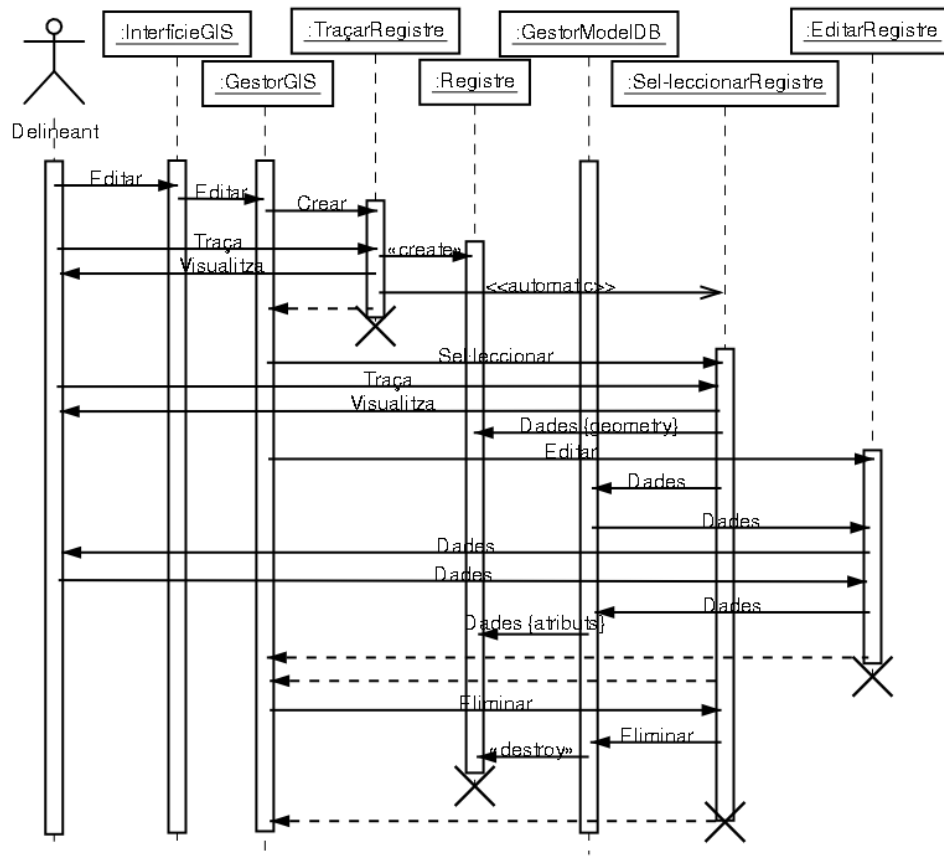 :InterfícieGIS
:TraçarRegistre
:GestorModelDB
:EditarRegistre
:GestorGIS
:Registre
:Sel·leccionarRegistre
Delineant
Editar
Editar
Crear
Traça
«create»
Visualitza
<<automatic>>
Sel·leccionar
Traça
Visualitza
Dades {geometry}
Editar
Dades
Dades
Dades
Dades
Dades
Dades {atributs}
Eliminar
Eliminar
«destroy»